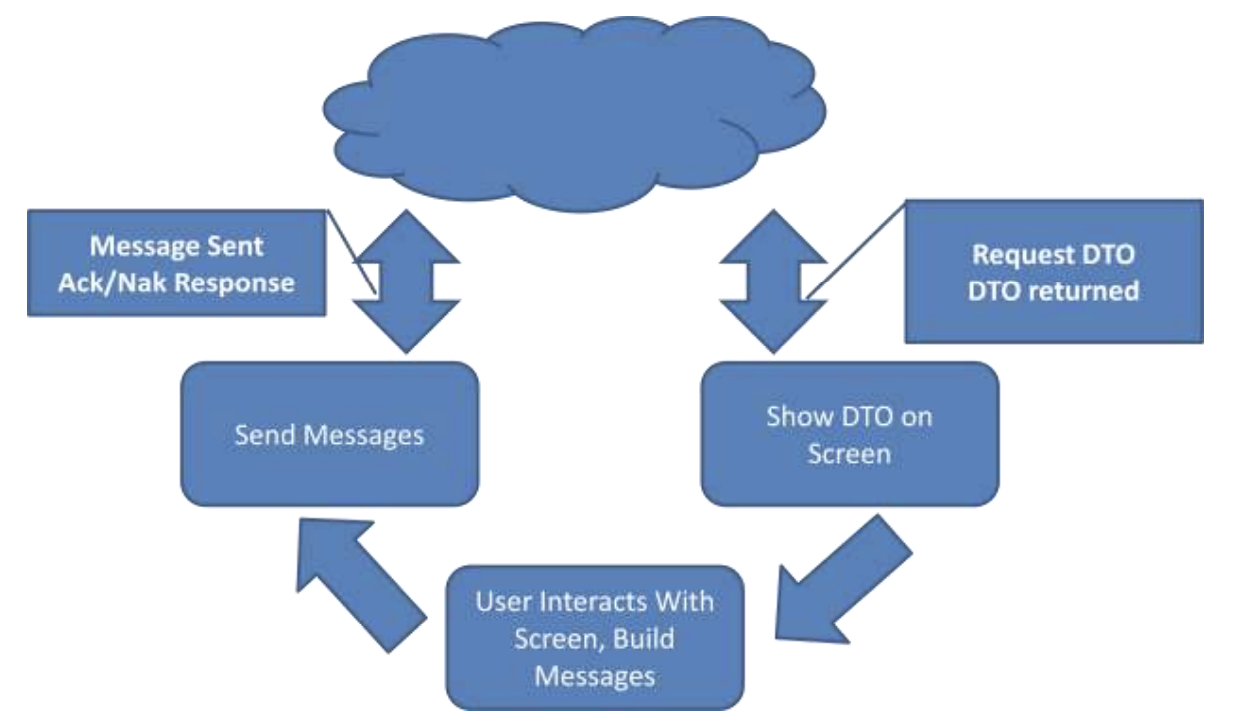 Message Sent
Ack/Nak Response
Request DTO
DTO returned
Send Messages
Show DTO on
Screen
User Interacts With
Screen, Build
Messages